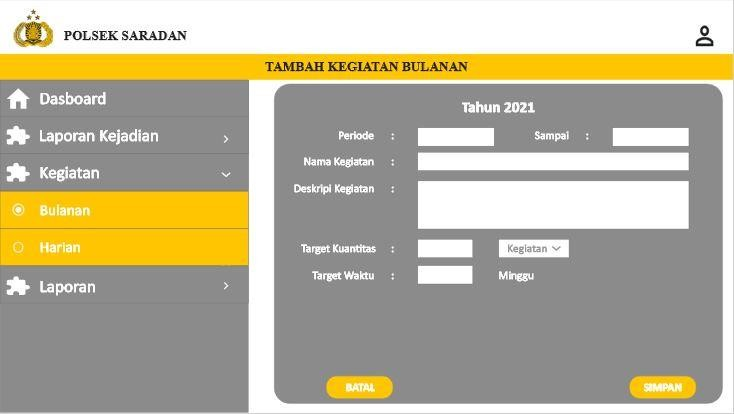 POLSEK SARADAN
TAMBAH KEGIATAN BULANAN
Dasboard
Laporan Kejadian
Kegiatan
Bulanan
Harian
Laporan
Tahun 2021
Periode : Sampai :
Nama Kegiatan :
Deskripi Kegiatan :
Target Kuantitas : Kegiatan
Target Waktu : Minggu
BATAL SIMPAN